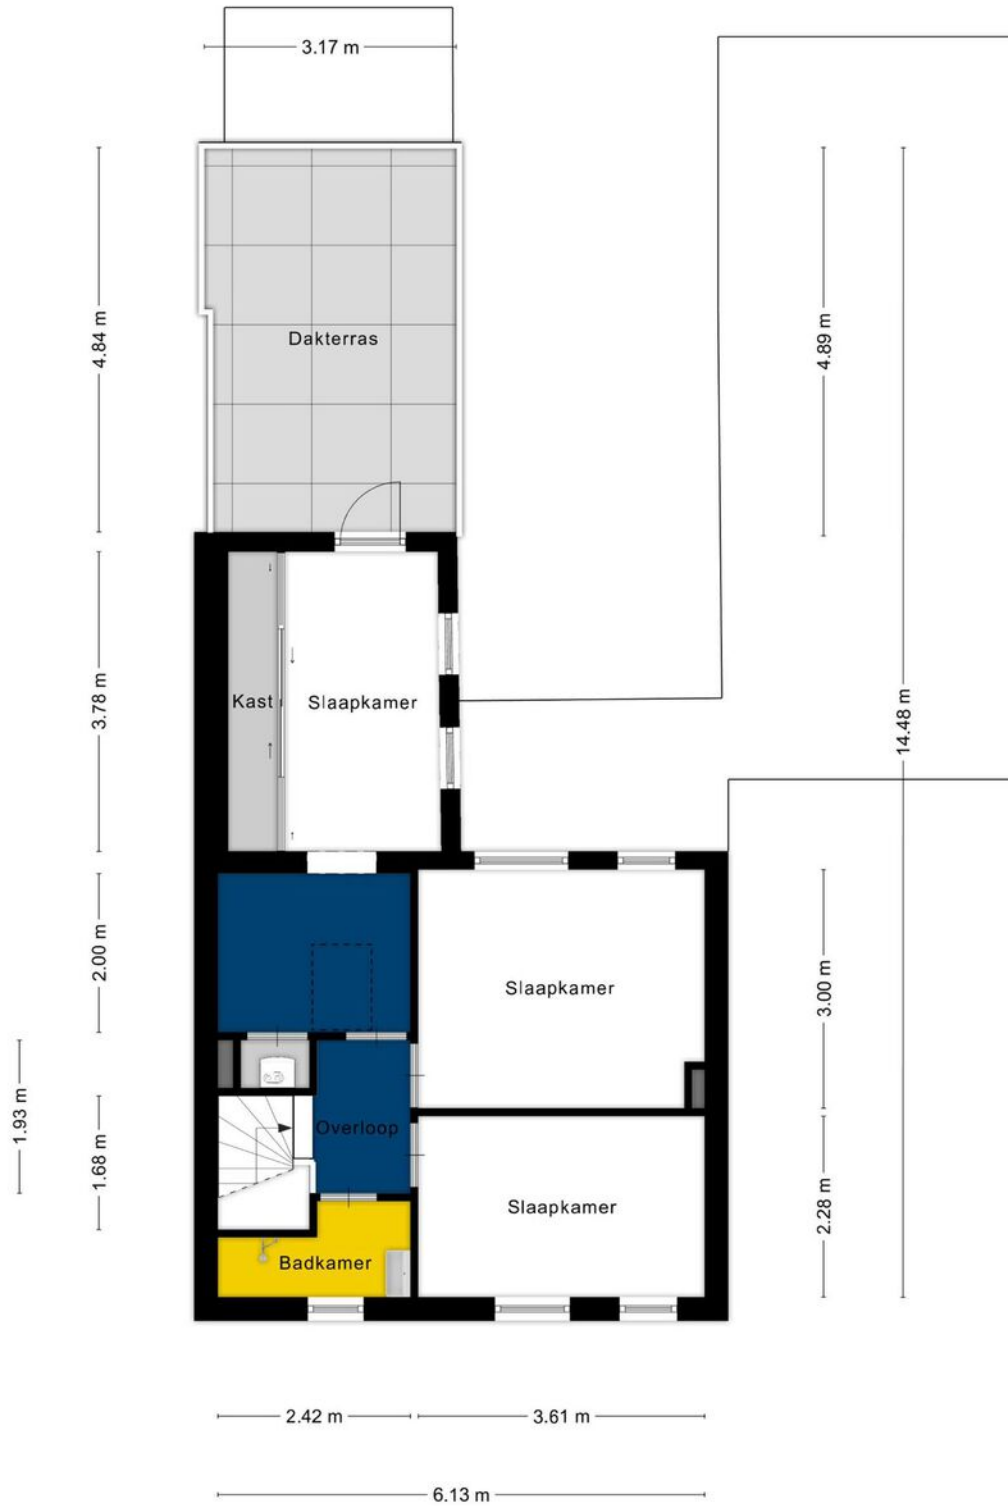 3.17 m
4.84 m
Dakterras
4.89 m
3.78 m
Kast
Slaapkamer
14.48 m
2.00 m
Slaapkamer
3.00 m
1.93 m
1.68 m
Overloop
Slaapkamer
2.28 m
Badkamer
2.42 m
3.61 m
6.13 m